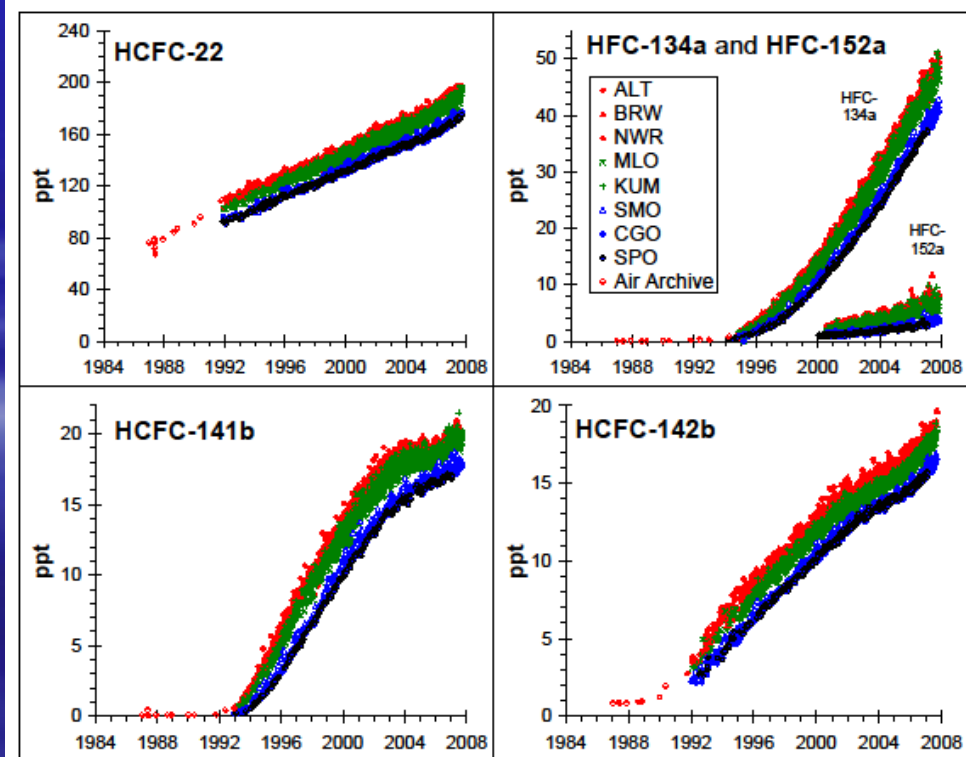 HCFC-22
ppt
240
200
160
120
80
40
0
1984 1988 1992 1996 2000 2004 2008
HFC-134a and HFC-152a
ppt
50
40
30
20
10
0
ALT
BRW
NWR
MLO
KUM
SMO
CGO
SPO
Air Archive
HFC-
134a
HFC-
152a
1984 1988 1992 1996 2000 2004 2008
HCFC-141b
ppt
20
15
10
5
0
1984 1988 1992 1996 2000 2004 2008
HCFC-142b
ppt
20
15
10
5
0
1984 1988 1992 1996 2000 2004 2008